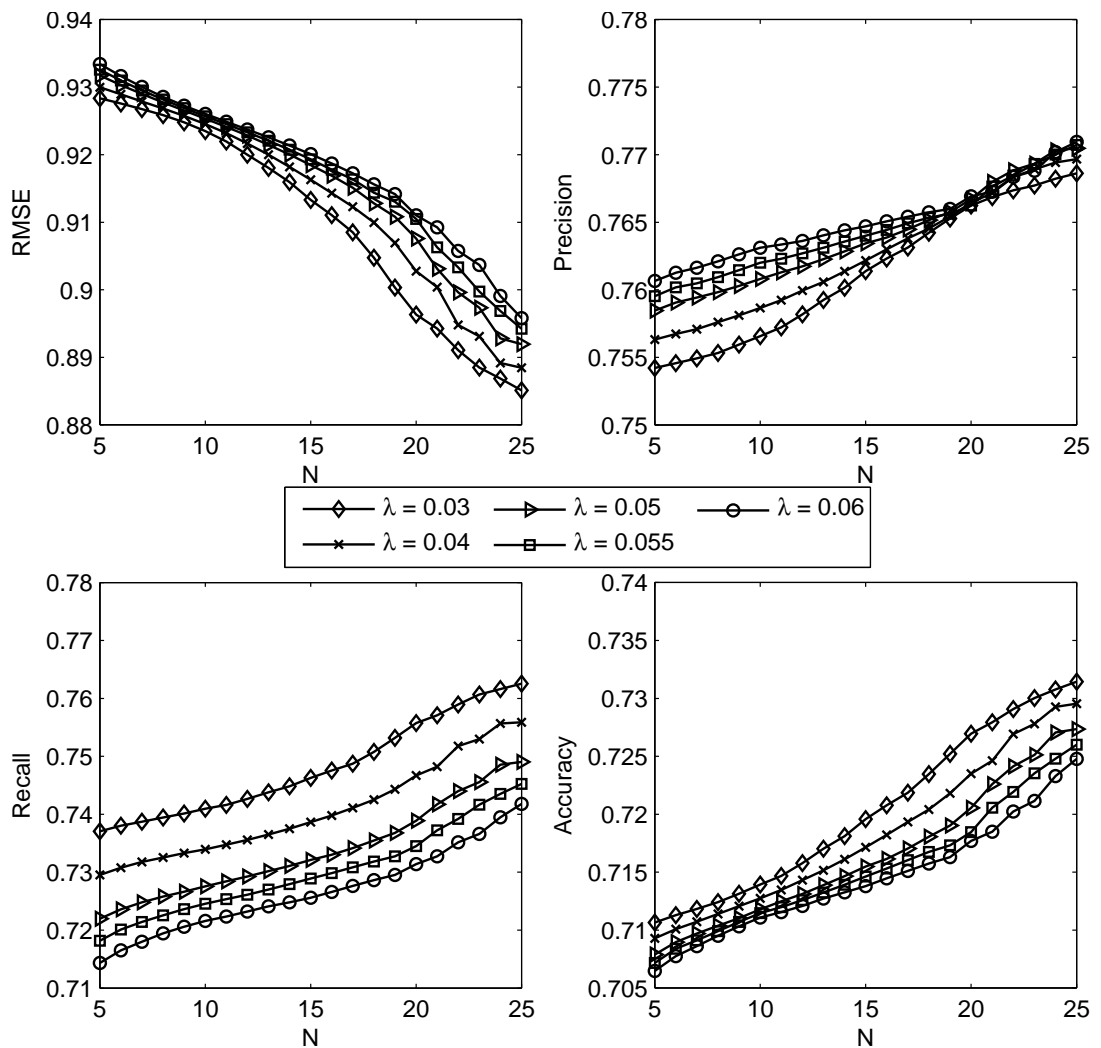 0.94
0.93
0.92
0.91
0.9
0.89
0.88
5 10 15 20 25
N
RMSE
0.78
0.775
0.77
0.765
0.76
0.755
0.75
5 10 15 20 25
N
Precision
λ = 0.03 λ = 0.05 λ = 0.06
λ = 0.04 λ = 0.055
0.78
0.77
0.76
0.75
0.74
0.73
0.72
0.71
5 10 15 20 25
N
Recall
0.74
0.735
0.73
0.725
0.72
0.715
0.71
0.705
5 10 15 20 25
N
Accuracy